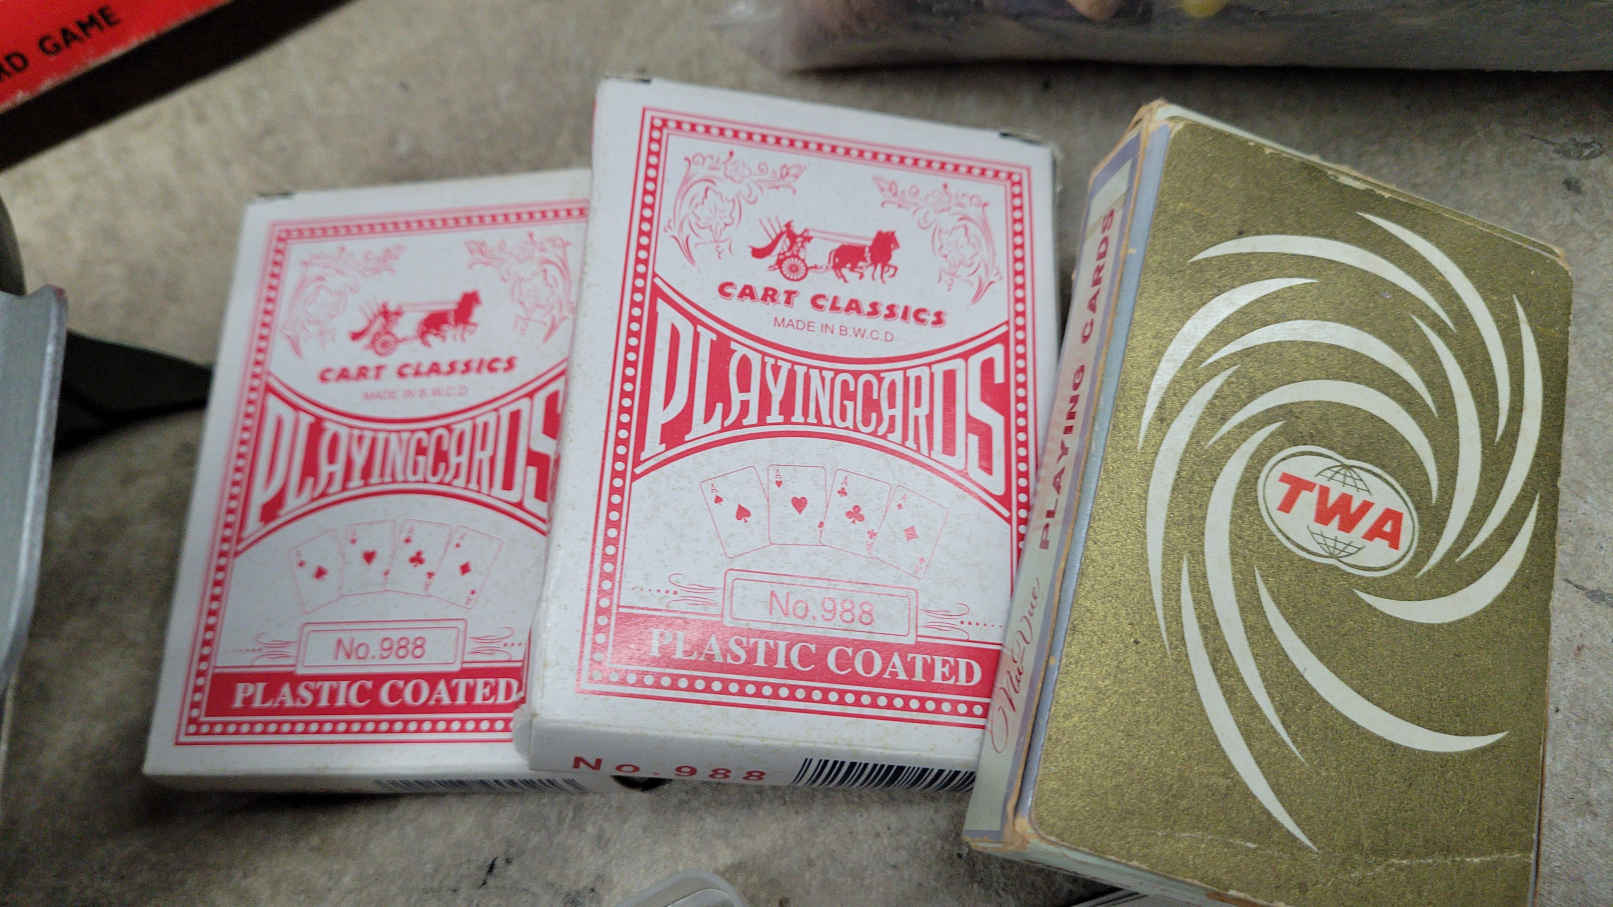 RD GAME
CART CLASSICS
MADE IN B.W.C.D
PLAYINGCARDS
No.988
PLASTIC COATED
CART CLASSICS
MADE IN B.W.C.D
PLAYINGCARDS
No.988
PLASTIC COATED
No.988
PLAYING CARDS
TWA